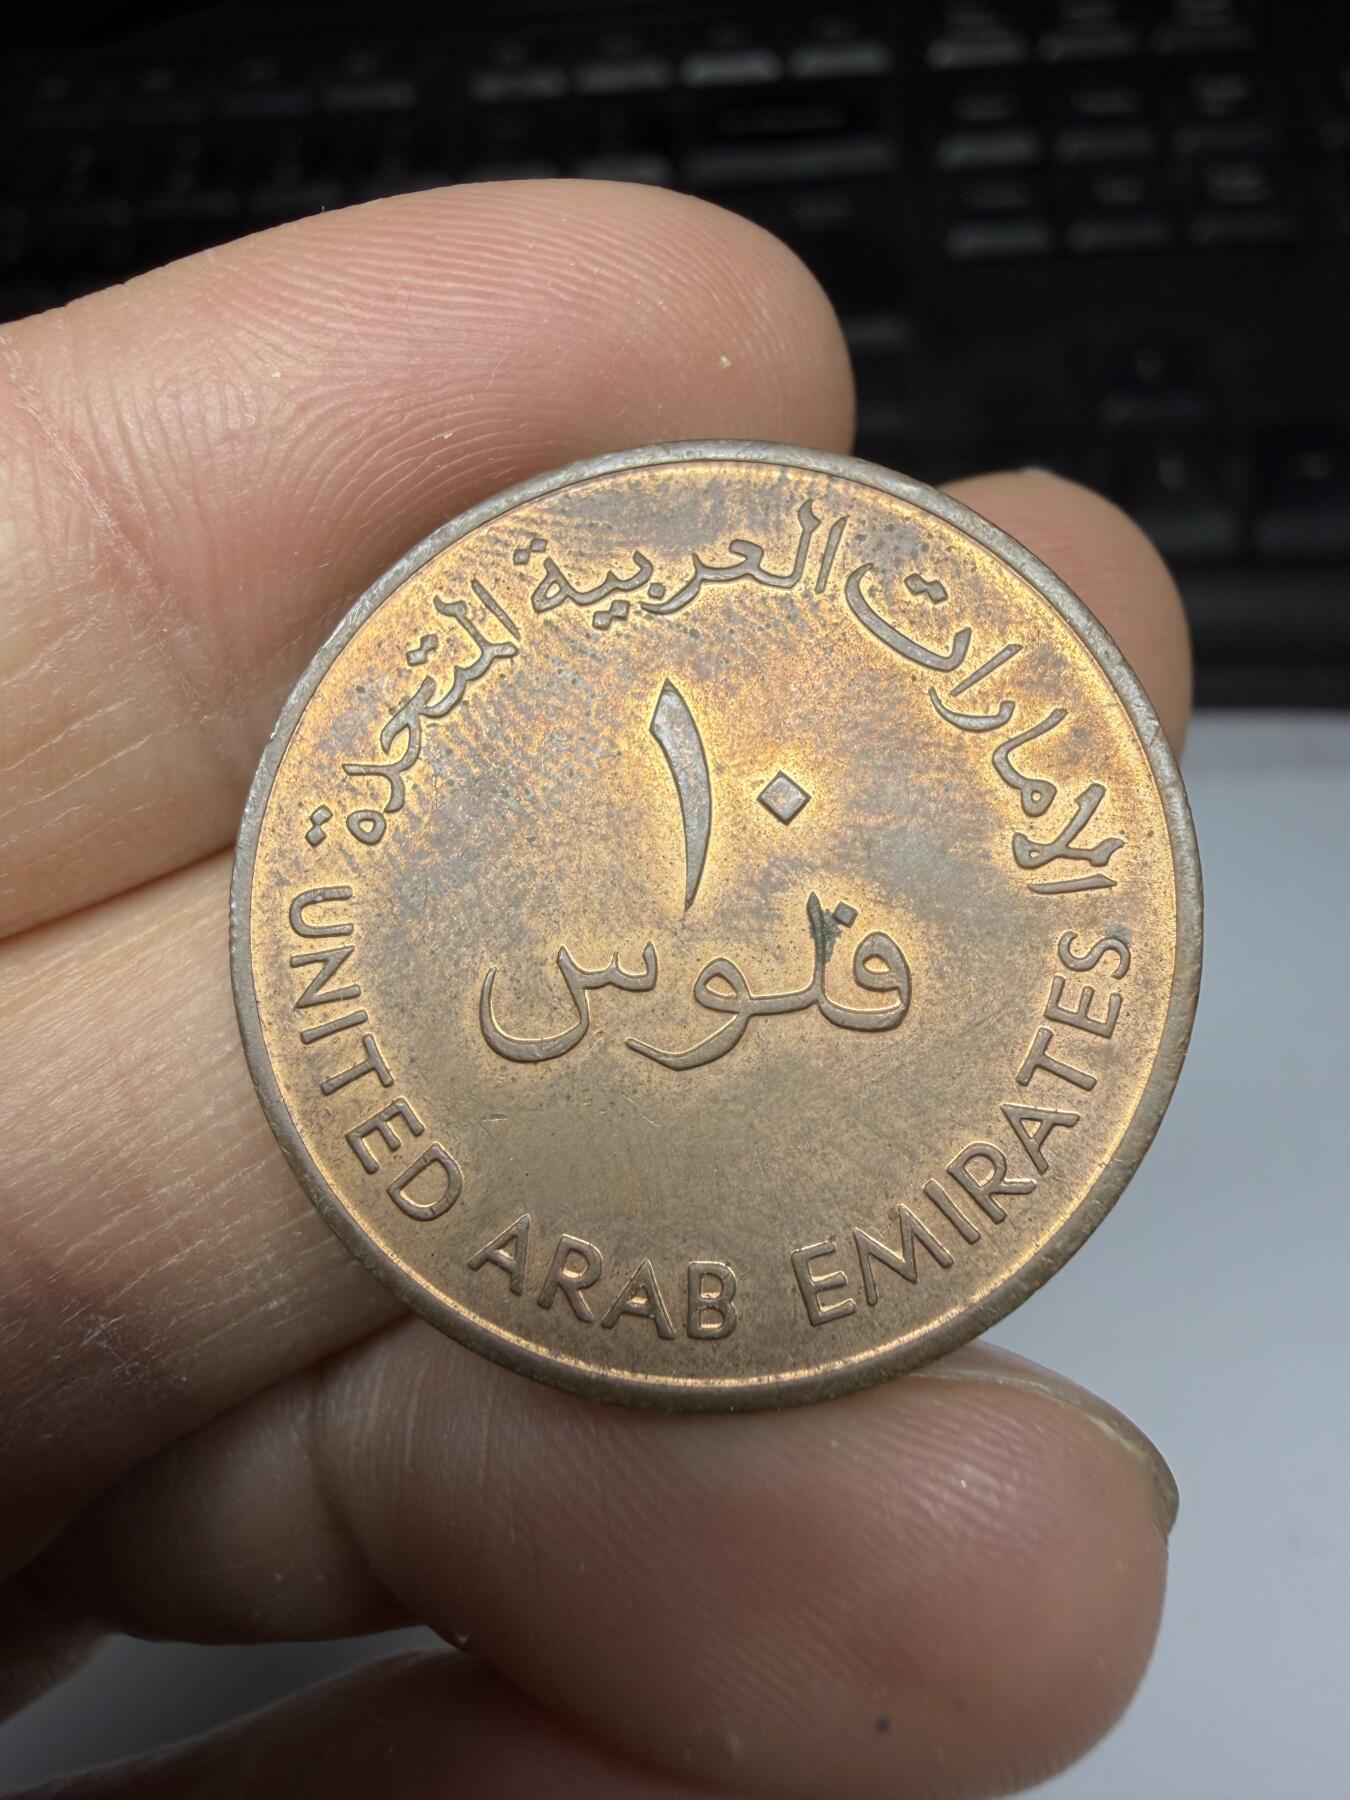 الإمارات العربية المتحدة
١٠
فلوس
UNITED ARAB EMIRATES